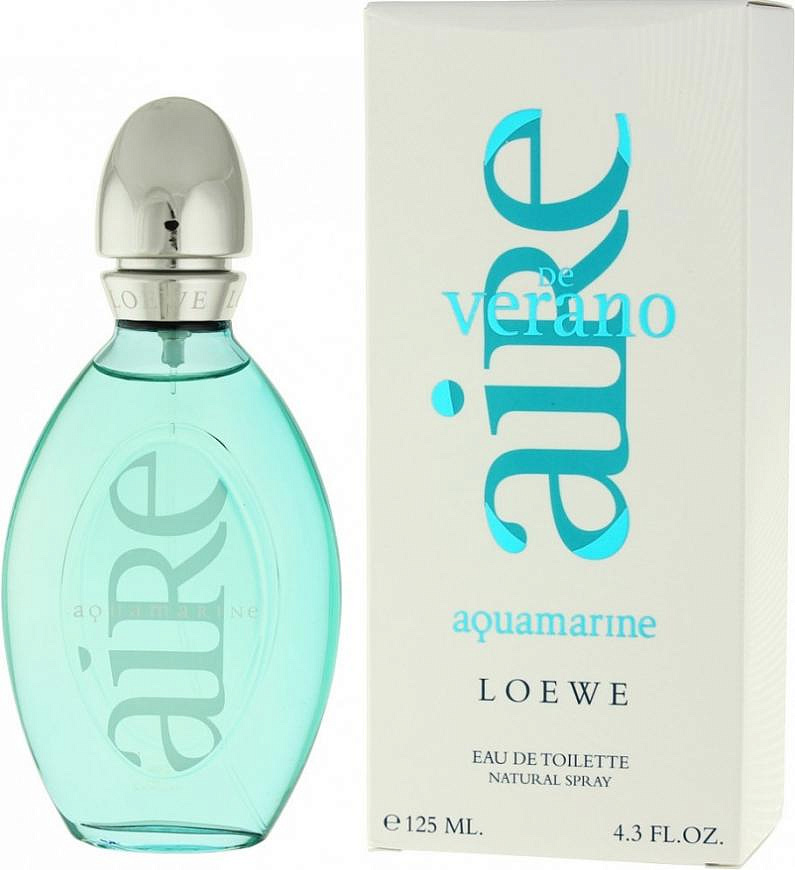 LOEWE
aiRe
aquamaRINe
aiRe
De
verano
aquamarine
LOEWE
EAU DE TOILETTE
NATURAL SPRAY
℮ 125 ML.
4.3 FL.OZ.